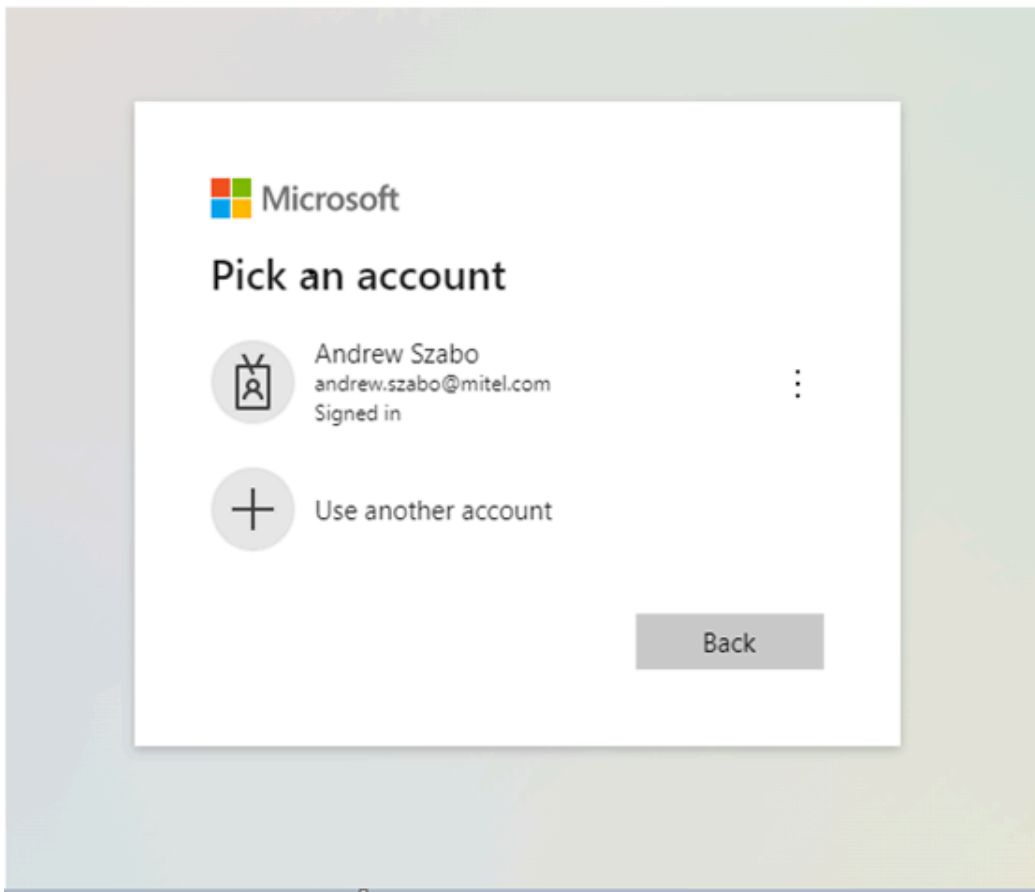 Microsoft
Pick an account
Andrew Szabo
andrew.szabo@mitel.com
Signed in
Use another account
Back